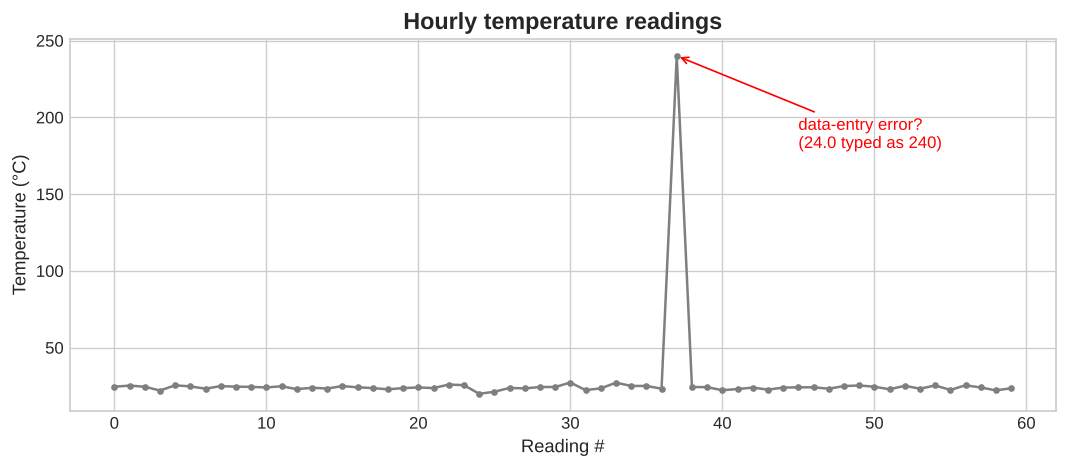 Hourly temperature readings
250
200
150
100
50
Temperature (°C)
data-entry error?
(24.0 typed as 240)
0 10 20 30 40 50 60
Reading #